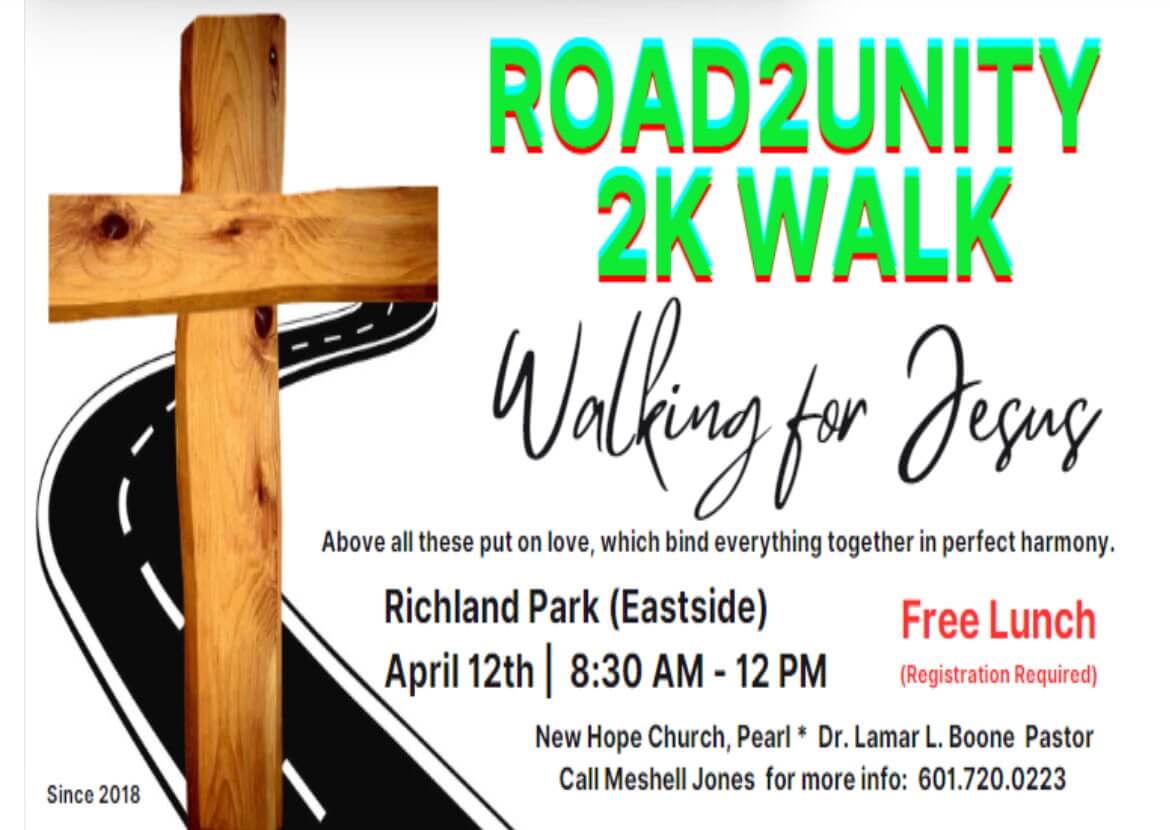 ROAD2UNITY
2K WALK
Walking for Jesus
Above all these put on love, which bind everything together in perfect harmony.
Richland Park (Eastside)
April 12th | 8:30 AM - 12 PM
Free Lunch
(Registration Required)
New Hope Church, Pearl * Dr. Lamar L. Boone Pastor
Call Meshell Jones for more info: 601.720.0223
Since 2018